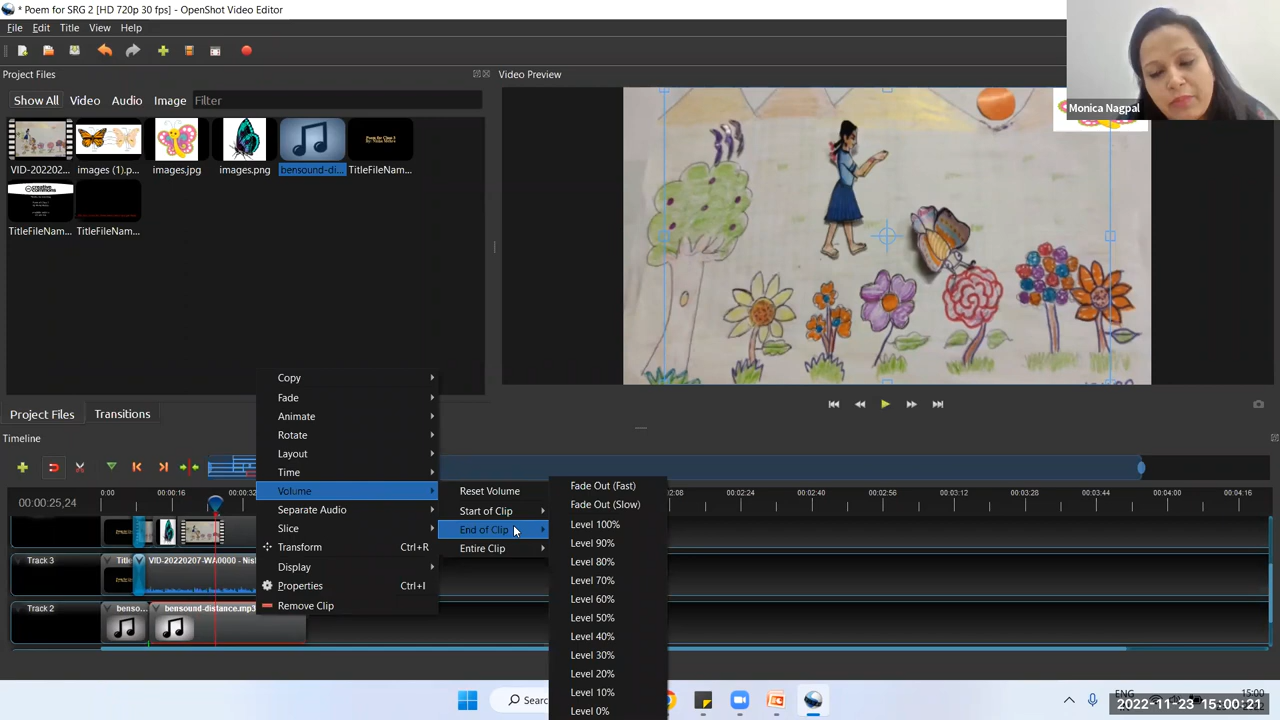 * Poem for SRG 2 [HD 720p 30 fps] - OpenShot Video Editor
File Edit Title View Help
Project Files
Video Preview
Show All Video Audio Image Filter
Monica Nagpal
VID-202202... images (1).p... images.jpg images.png bensound-di... TitleFileNam...
creative commons
TitleFileNam... TitleFileNam...
Project Files Transitions
Timeline
00:00:25,24
0:00 00:00:16 00:00:32 2:08 00:02:24 00:02:40 00:02:56 00:03:12 00:03:28 00:03:44 00:04:00 00:04:16
Track 3
VID-20220207-WA0000 - Nis
Track 2
benso... bensound-distance.mp3
Copy
Fade
Animate
Rotate
Layout
Time
Volume
Separate Audio
Slice
Transform Ctrl+R
Display
Properties Ctrl+I
Remove Clip
Reset Volume
Start of Clip
End of Clip
Entire Clip
Fade Out (Fast)
Fade Out (Slow)
Level 100%
Level 90%
Level 80%
Level 70%
Level 60%
Level 50%
Level 40%
Level 30%
Level 20%
Level 10%
Level 0%
Searc
ENG
15:00
2022-11-23 15:00:21